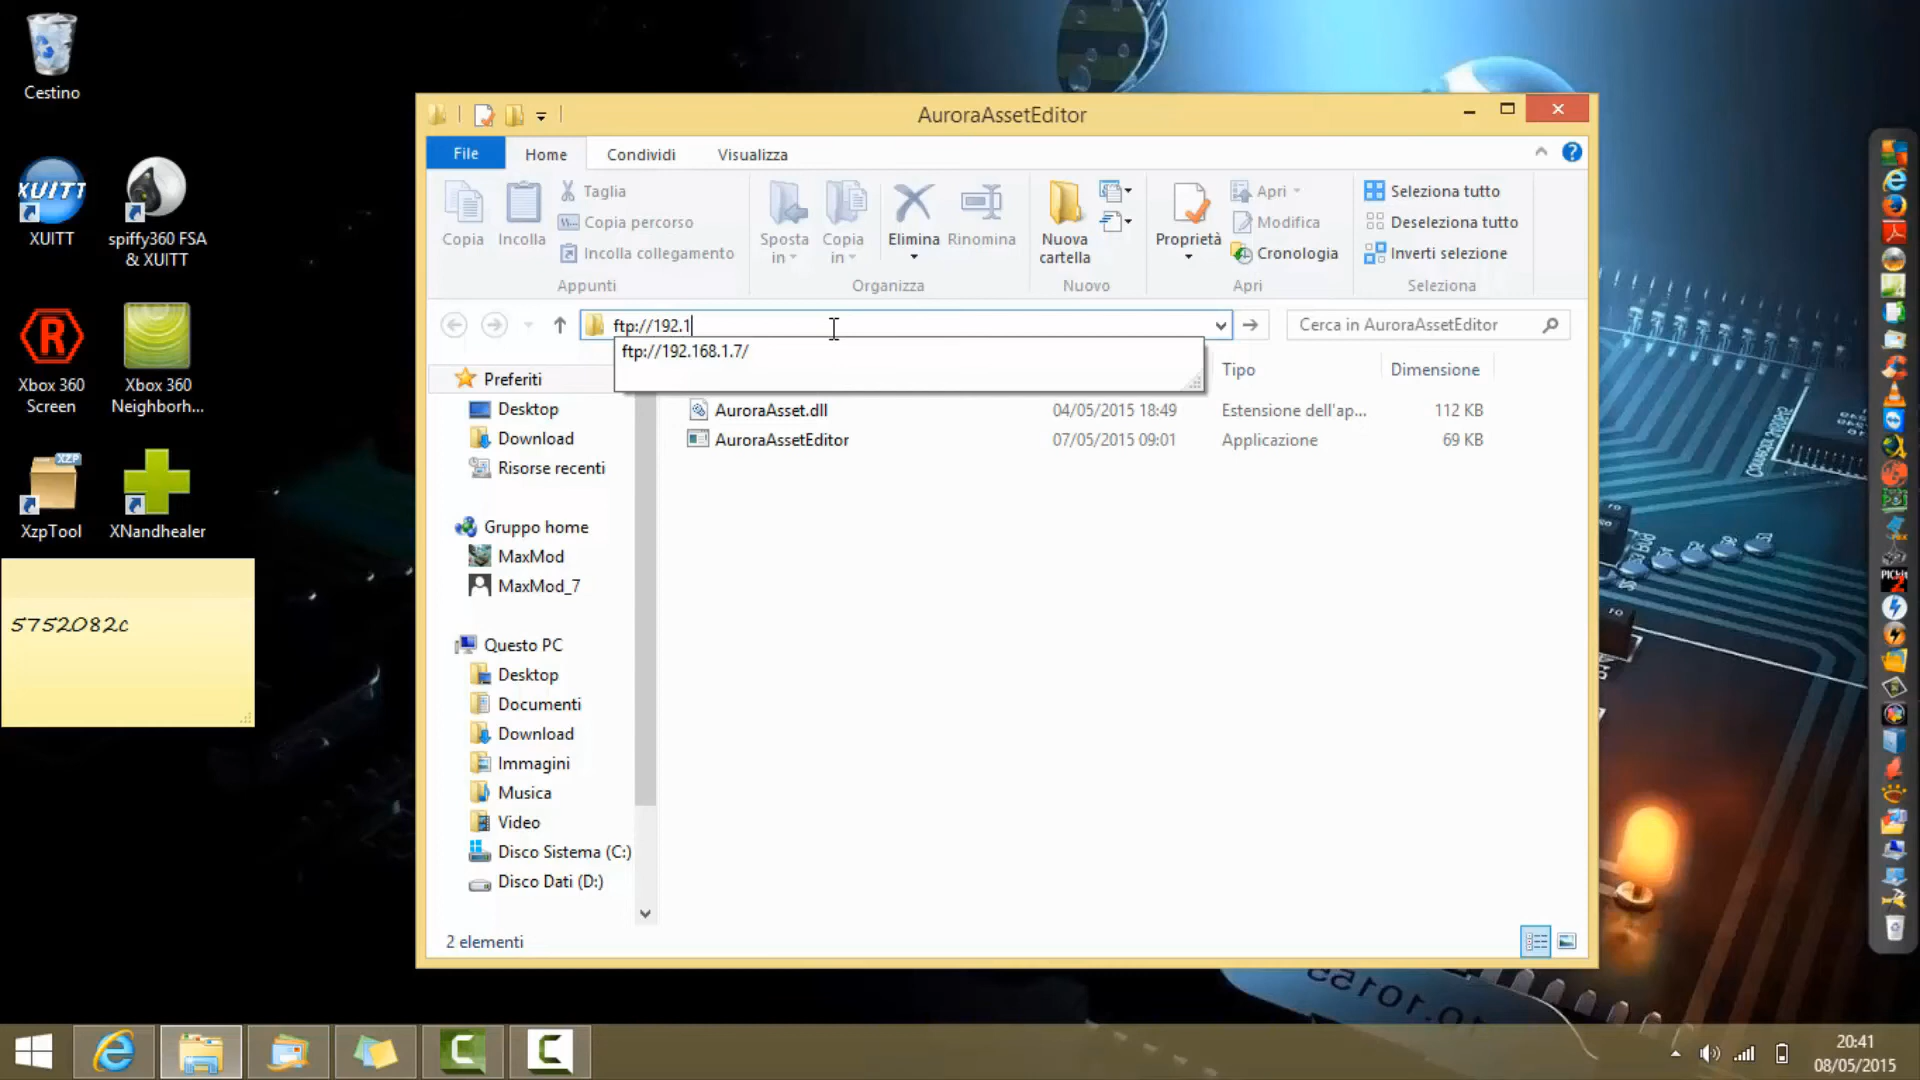 Cestino
XUITT
XUITT
spiffy360 FSA
& XUITT
Xbox 360
Screen
Xbox 360
Neighborh...
XZP
XzpTool
XNandhealer
5752082c
AuroraAssetEditor
File
Home
Condividi
Visualizza
Copia
Incolla
Taglia
Copia percorso
Incollla collegamento
Appunti
Sposta
in
Copia
in
Elimina
Rinomina
Organizza
Nuova
cartella
Nuovo
Proprietà
Apri
Modifica
Cronologia
Apri
Seleziona tutto
Deseleziona tutto
Inverti selezione
Seleziona
ftp://192.1
Cerca in AuroraAssetEditor
ftp://192.168.1.7/
Tipo
Dimensione
AuroraAsset.dll 04/05/2015 18:49 Estensione dell'ap... 112 KB
AuroraAssetEditor 07/05/2015 09:01 Applicazione 69 KB
Preferiti
Desktop
Download
Risorse recenti
Gruppo home
MaxMod
MaxMod_7
Questo PC
Desktop
Documenti
Download
Immagini
Musica
Video
Disco Sistema (C:)
Disco Dati (D:)
2 elementi
PICkit
2
20:41
08/05/2015